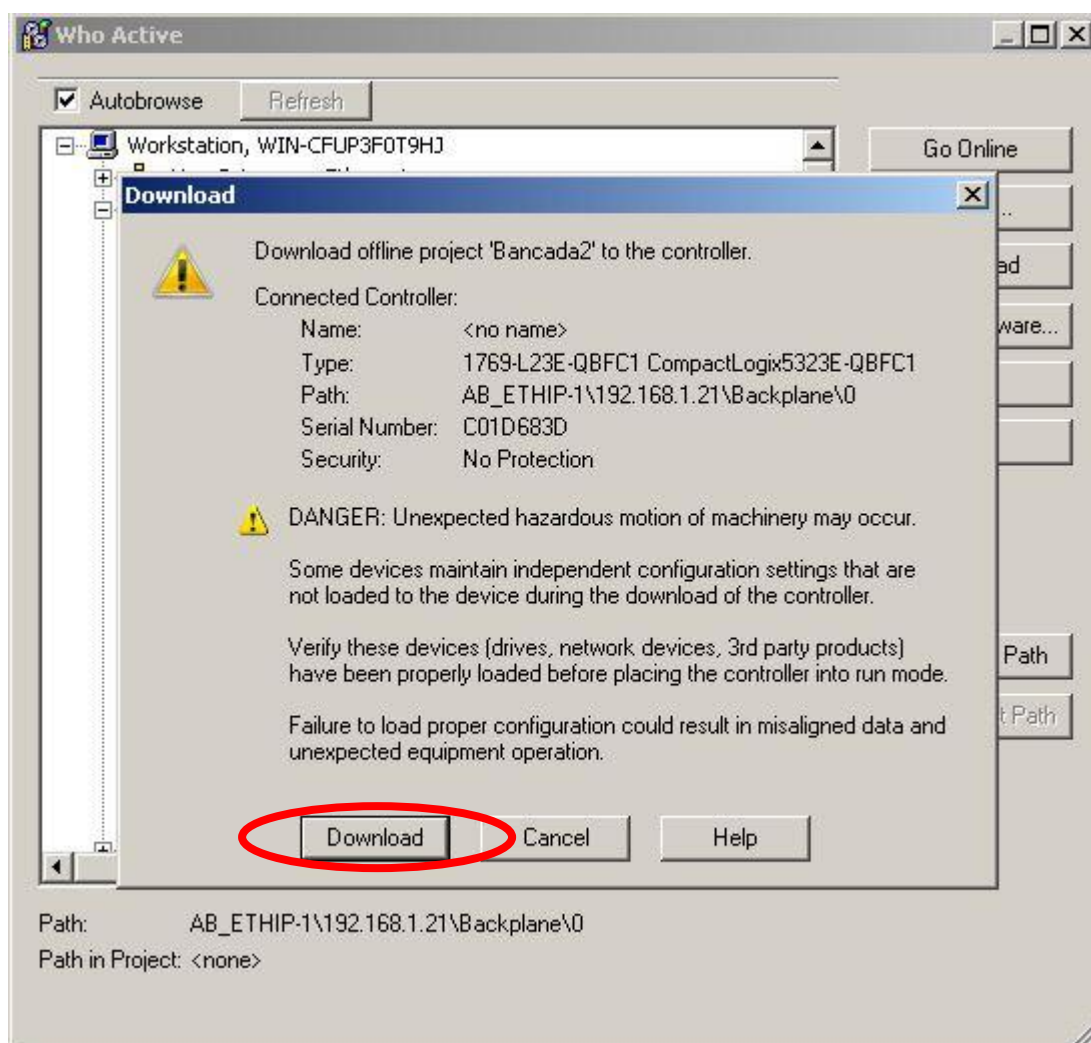 Who Active
Autobrowse
Refresh
Workstation, WIN-CFUP3F0T9HJ
Go Online
Download
..
ad
Download offline project 'Bancada2' to the controller.
Connected Controller:
Name: <no name>
ware...
Type: 1769-L23E-QBFC1 CompactLogix5323E-QBFC1
Path: AB_ETHIP-1\192.168.1.21\Backplane\0
Serial Number: C01D683D
Security: No Protection
DANGER: Unexpected hazardous motion of machinery may occur.
Some devices maintain independent configuration settings that are
not loaded to the device during the download of the controller.
Verify these devices (drives, network devices, 3rd party products)
have been properly loaded before placing the controller into run mode.
Path
Failure to load proper configuration could result in misaligned data and
unexpected equipment operation.
t Path
Download
Cancel
Help
Path: AB_ETHIP-1\192.168.1.21\Backplane\0
Path in Project: <none>